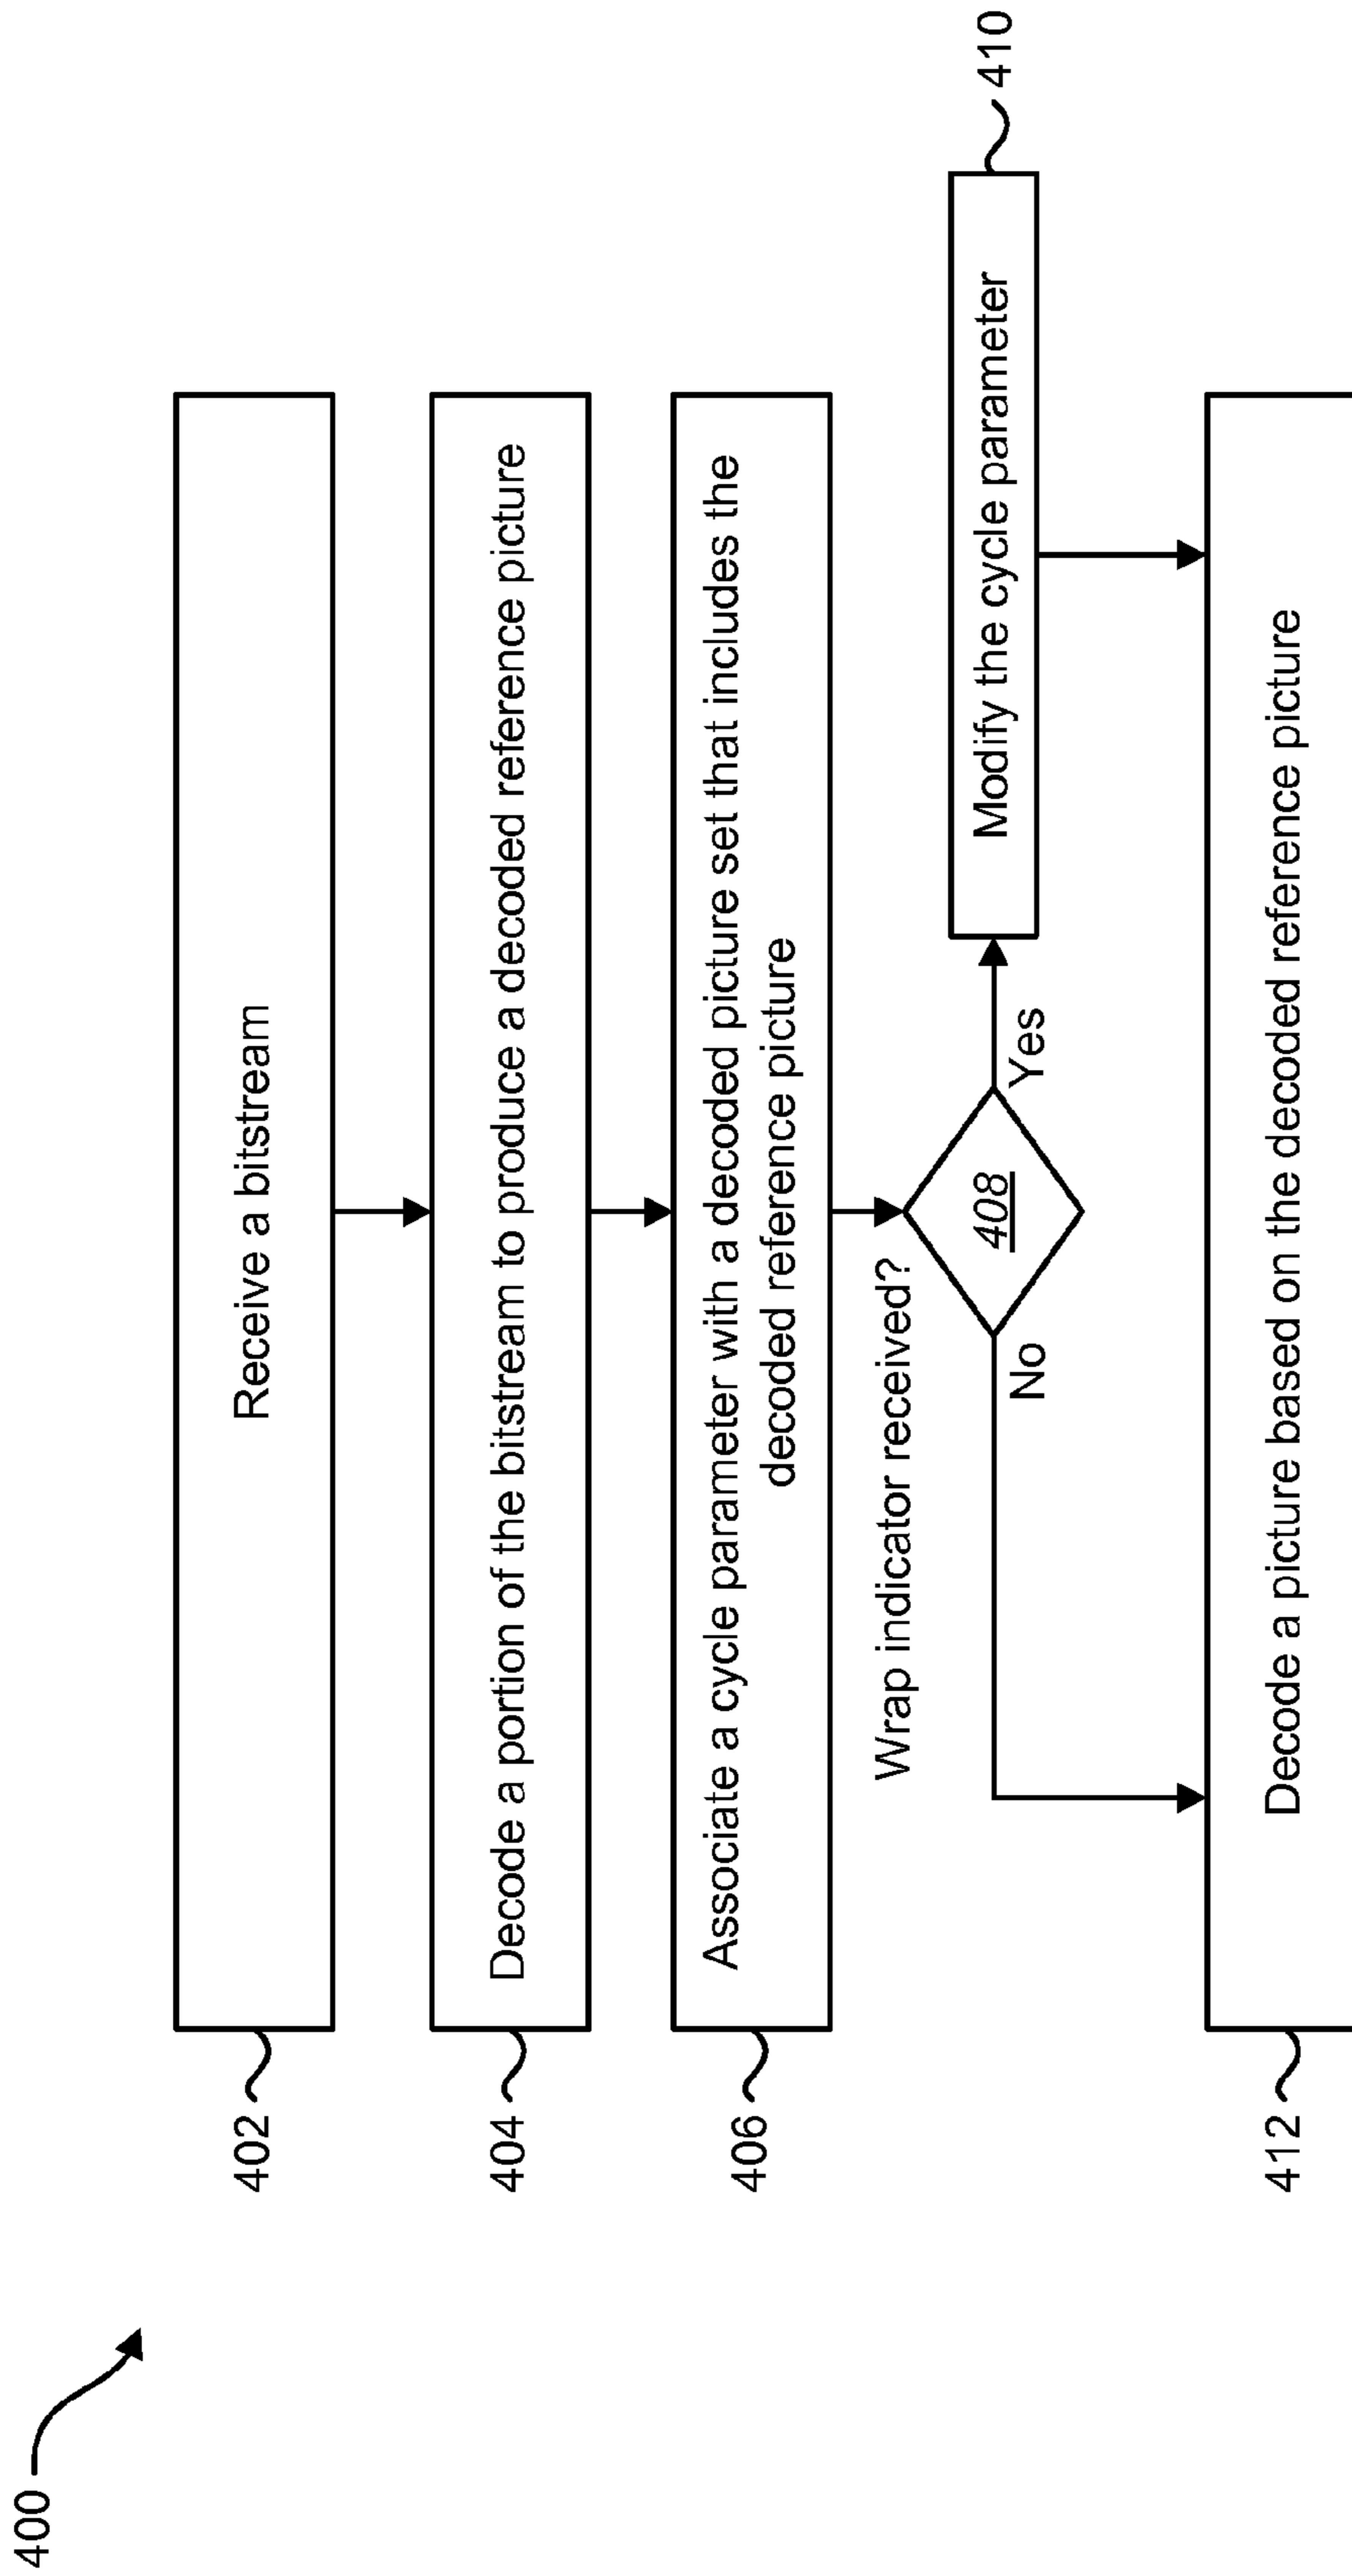 400
402
Receive a bitstream
404
Decode a portion of the bitstream to produce a decoded reference picture
406
Associate a cycle parameter with a decoded picture set that includes the
decoded reference picture
Wrap indicator received?
408
No
Yes
Modify the cycle parameter
410
412
Decode a picture based on the decoded reference picture